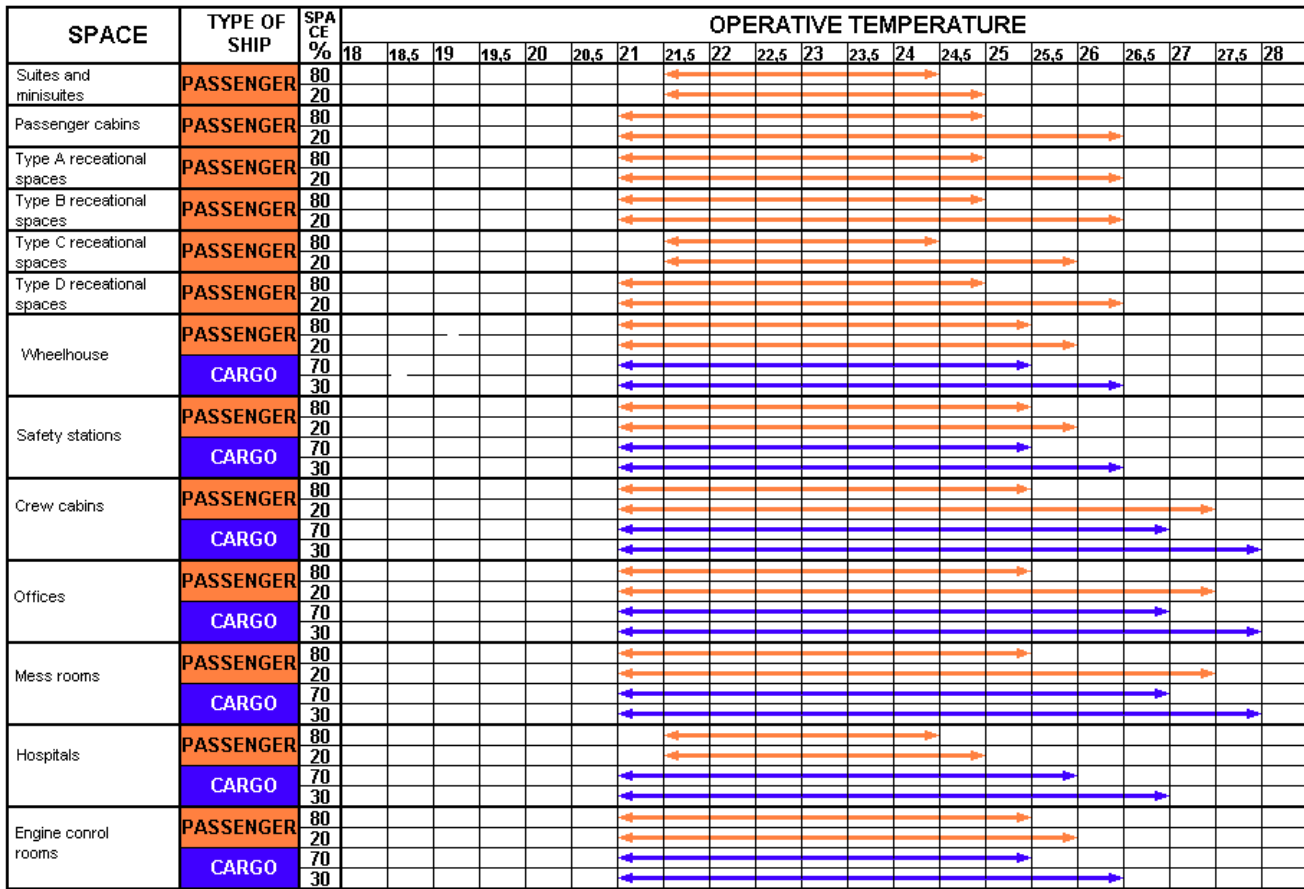 SPACE
TYPE OF
SHIP
SPA
CE
%
OPERATIVE TEMPERATURE
18 18,5 19 19,5 20 20,5 21 21,5 22 22,5 23 23,5 24 24,5 25 25,5 26 26,5 27 27,5 28
Suites and
minisuites
PASSENGER
80
20
Passenger cabins
PASSENGER
80
20
Type A receational
spaces
PASSENGER
80
20
Type B receational
spaces
PASSENGER
80
20
Type C receational
spaces
PASSENGER
80
20
Type D receational
spaces
PASSENGER
80
20
Wheelhouse
PASSENGER
80
20
CARGO
70
30
Safety stations
PASSENGER
80
20
CARGO
70
30
Crew cabins
PASSENGER
80
20
CARGO
70
30
Offices
PASSENGER
80
20
CARGO
70
30
Mess rooms
PASSENGER
80
20
CARGO
70
30
Hospitals
PASSENGER
80
20
CARGO
70
30
Engine conrol
rooms
PASSENGER
80
20
CARGO
70
30